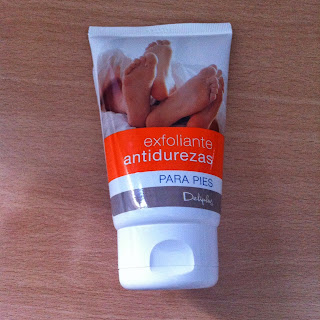 exfoliante
antidurezas
PARA PIES
Deliplus